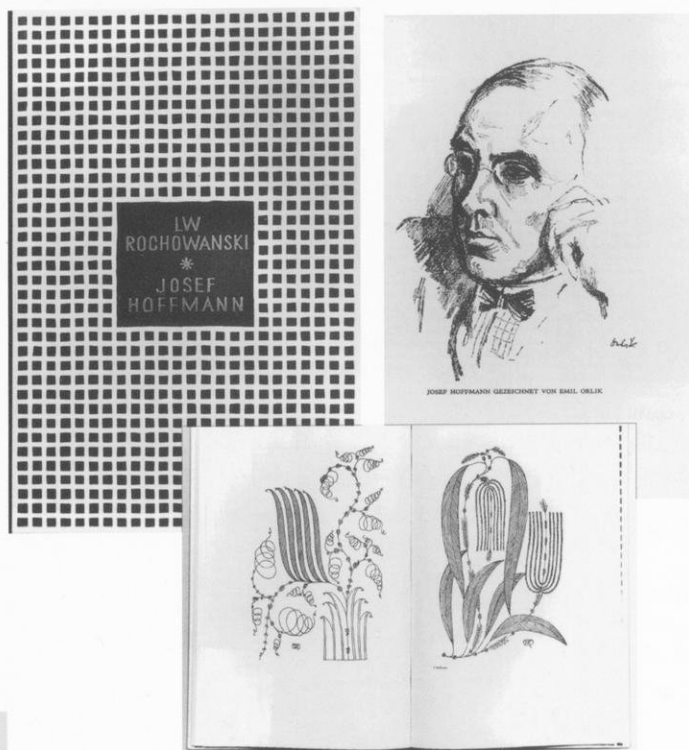 LW
ROCHOWANSKI
*
JOSEF
HOFFMANN
JOSEF HOFFMANN GEZEICHNET VON EMIL ORLIK